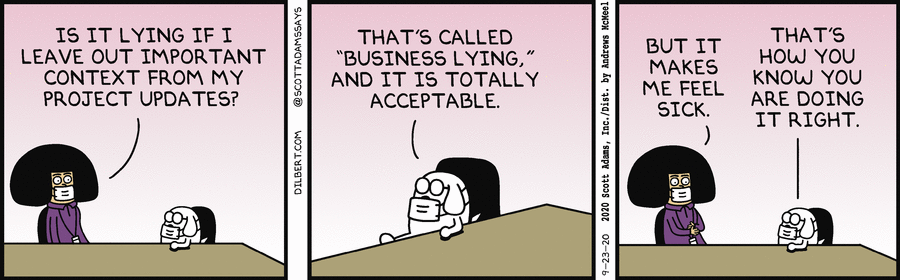 IS IT LYING IF I
LEAVE OUT IMPORTANT
CONTEXT FROM MY
PROJECT UPDATES?
DILBERT.COM @SCOTTADAMSSAYS
THAT'S CALLED
"BUSINESS LYING,"
AND IT IS TOTALLY
ACCEPTABLE.
9-23-20 2020 Scott Adams, Inc./Dist. by Andrews McMeel
BUT IT
MAKES
ME FEEL
SICK.
THAT'S
HOW YOU
KNOW YOU
ARE DOING
IT RIGHT.